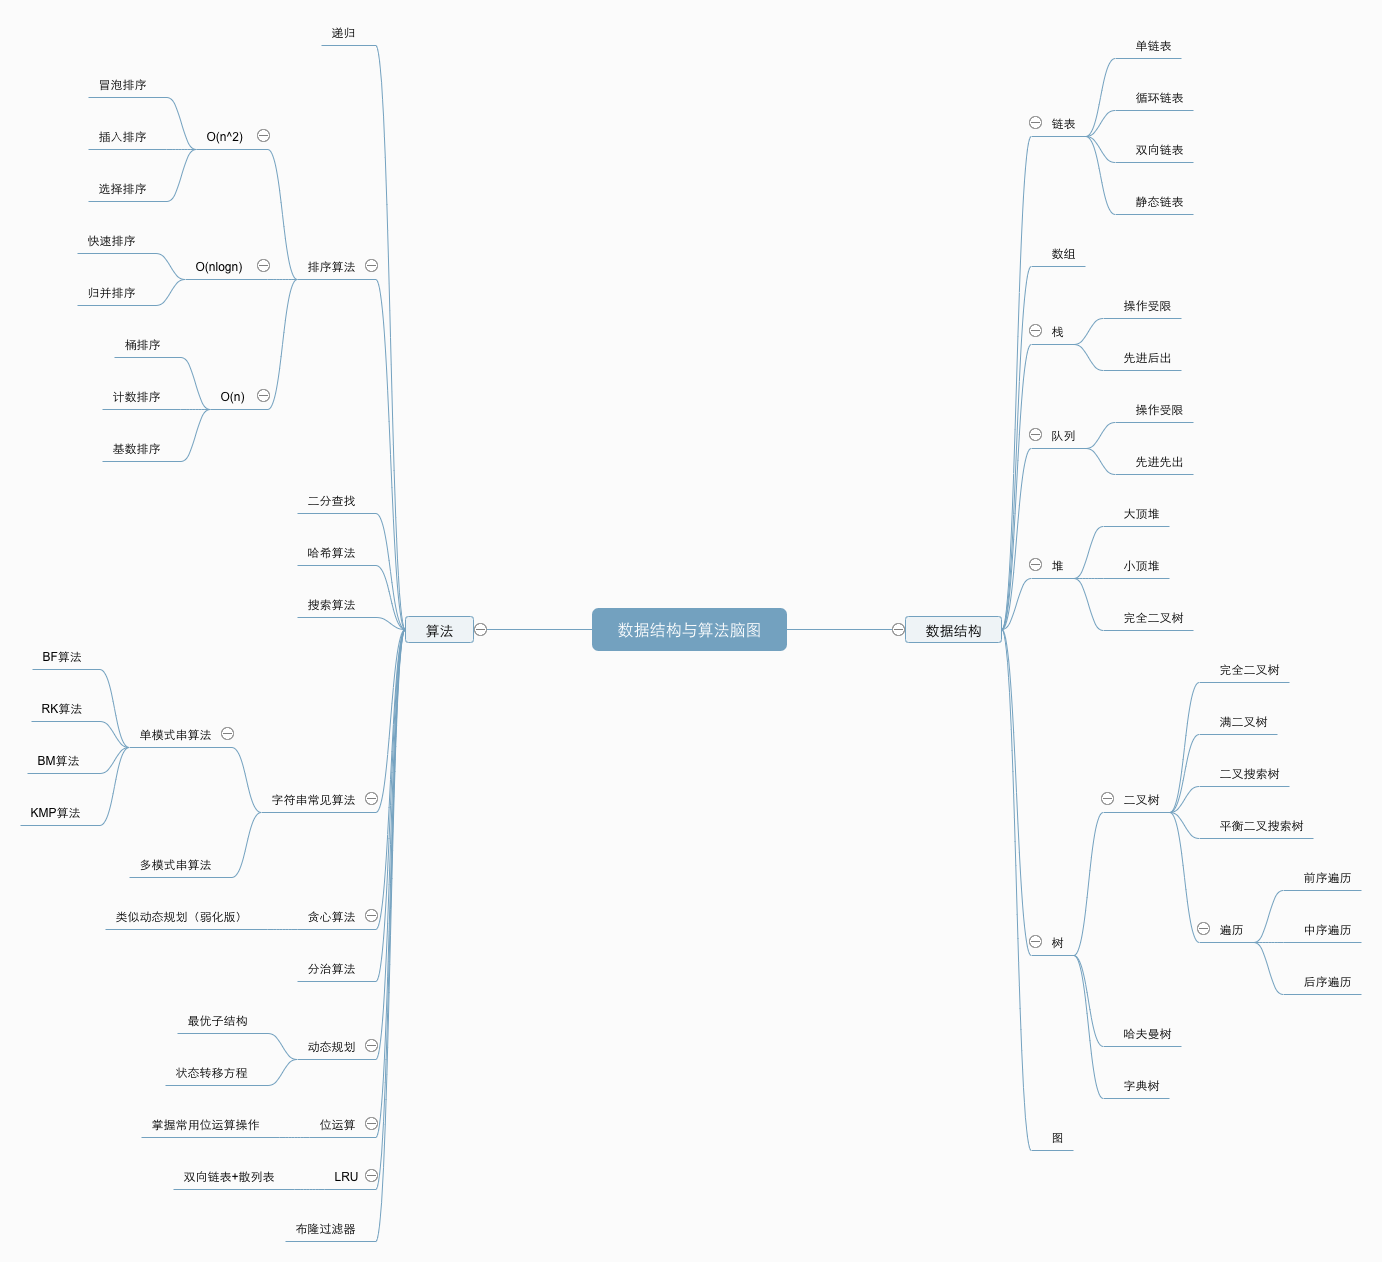 数据结构与算法脑图
算法
递归
排序算法
O(n^2)
冒泡排序
插入排序
选择排序
O(nlogn)
快速排序
归并排序
O(n)
桶排序
计数排序
基数排序
二分查找
哈希算法
搜索算法
字符串常见算法
单模式串算法
BF算法
RK算法
BM算法
KMP算法
多模式串算法
贪心算法
类似动态规划（弱化版）
分治算法
动态规划
最优子结构
状态转移方程
位运算
掌握常用位运算操作
LRU
双向链表+散列表
布隆过滤器
数据结构
链表
单链表
循环链表
双向链表
静态链表
数组
栈
操作受限
先进后出
队列
操作受限
先进先出
堆
大顶堆
小顶堆
完全二叉树
树
二叉树
完全二叉树
满二叉树
二叉搜索树
平衡二叉搜索树
遍历
前序遍历
中序遍历
后序遍历
哈夫曼树
字典树
图